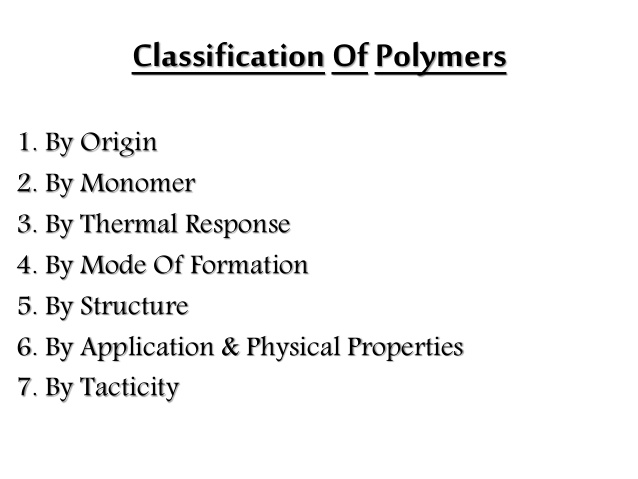 Classification Of Polymers
1. By Origin
2. By Monomer
3. By Thermal Response
4. By Mode Of Formation
5. By Structure
6. By Application & Physical Properties
7. By Tacticity